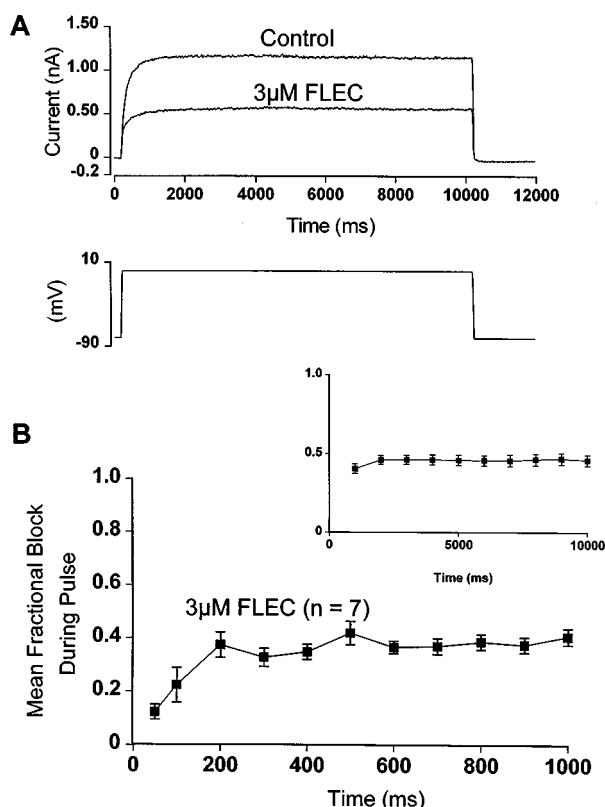 A
1.50
1.00
0.50
0
-0.2
Current (nA)
Control
3µM FLEC
0 2000 4000 6000 8000 10000 12000
Time (ms)
10
-90
(mV)
B
1.0
0.5
0
0 5000 10000
Time (ms)
1.0
0.8
0.6
0.4
0.2
0
Mean Fractional Block
During Pulse
3µM FLEC (n = 7)
0 200 400 600 800 1000
Time (ms)